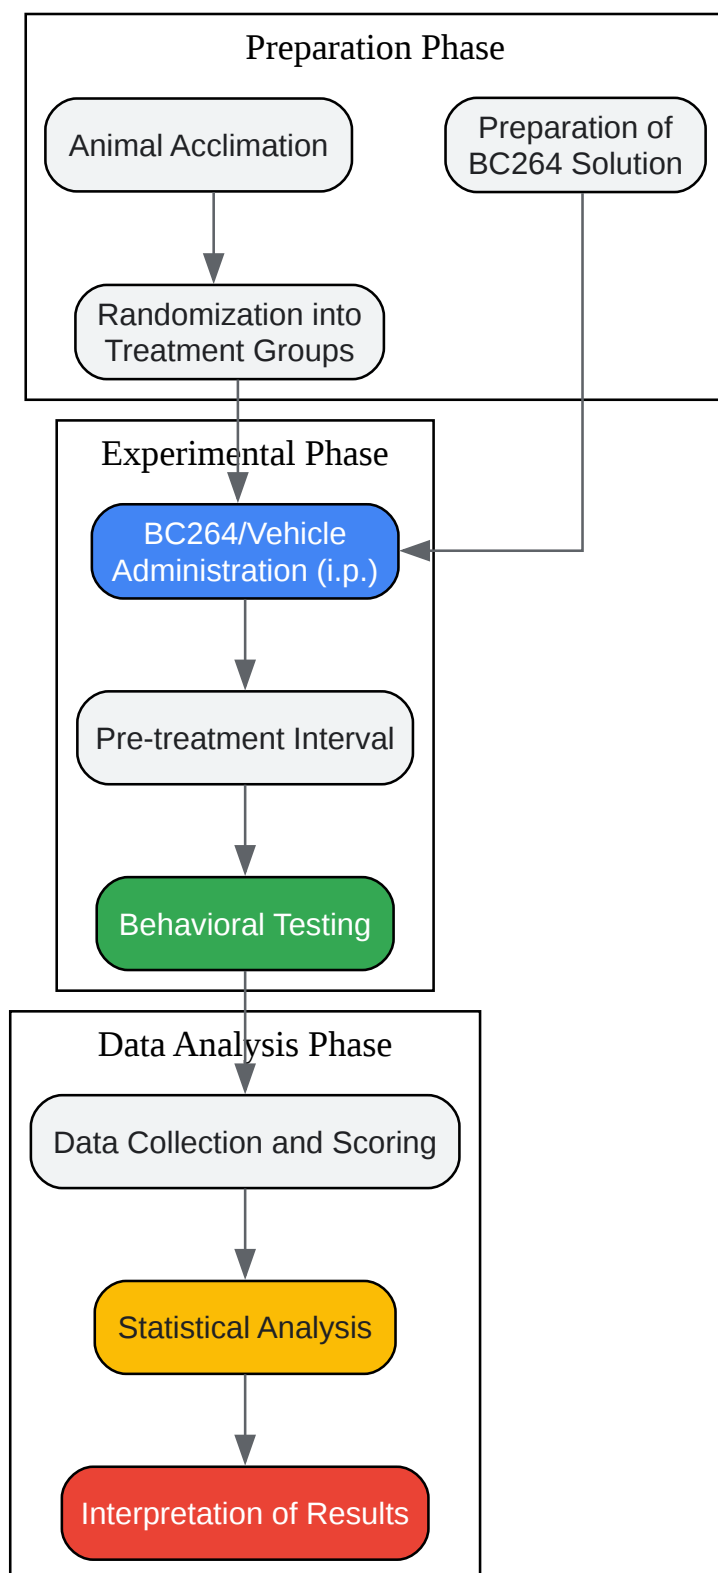 Preparation Phase
Animal Acclimation
Preparation of
BC264 Solution
Randomization into
Treatment Groups
Experimental Phase
BC264/Vehicle
Administration (i.p.)
Pre-treatment Interval
Behavioral Testing
Data Analysis Phase
Data Collection and Scoring
Statistical Analysis
Interpretation of Results